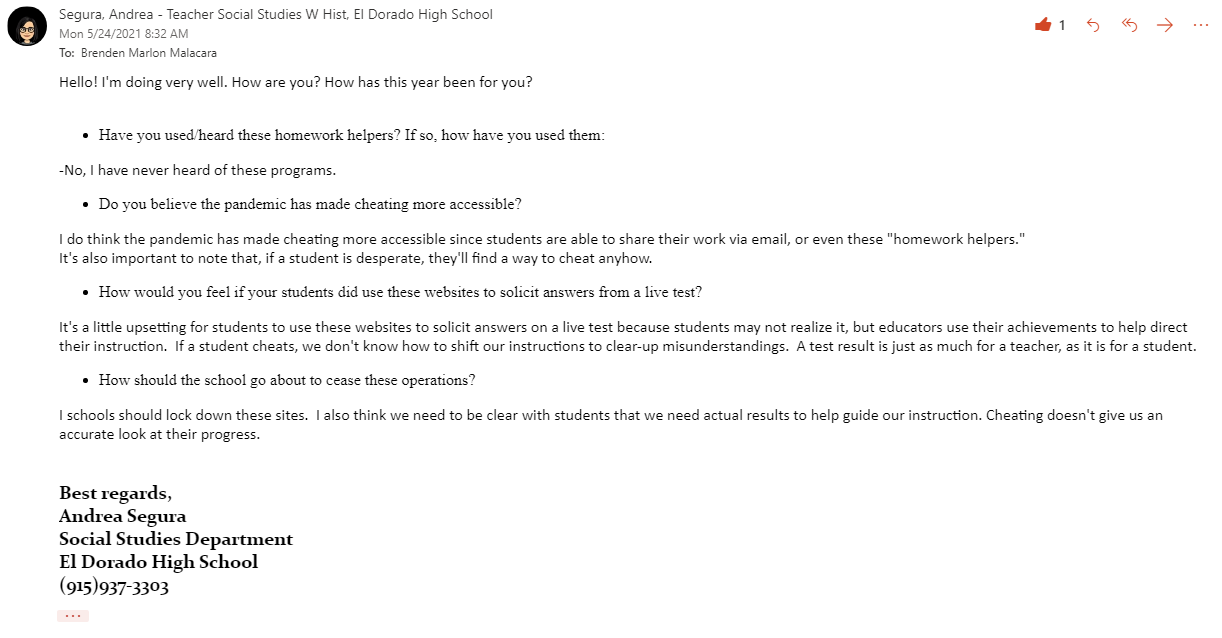 Segura, Andrea - Teacher Social Studies W Hist, El Dorado High School
Mon 5/24/2021 8:32 AM
1
To: Brenden Marlon Malacara
Hello! I'm doing very well. How are you? How has this year been for you?
• Have you used/heard these homework helpers? If so, how have you used them:
-No, I have never heard of these programs.
• Do you believe the pandemic has made cheating more accessible?
I do think the pandemic has made cheating more accessible since students are able to share their work via email, or even these "homework helpers."
It's also important to note that, if a student is desperate, they'll find a way to cheat anyhow.
• How would you feel if your students did use these websites to solicit answers from a live test?
It's a little upsetting for students to use these websites to solicit answers on a live test because students may not realize it, but educators use their achievements to help direct
their instruction.  If a student cheats, we don't know how to shift our instructions to clear-up misunderstandings.  A test result is just as much for a teacher, as it is for a student.
• How should the school go about to cease these operations?
I schools should lock down these sites.  I also think we need to be clear with students that we need actual results to help guide our instruction. Cheating doesn't give us an
accurate look at their progress.
Best regards,
Andrea Segura
Social Studies Department
El Dorado High School
(915)937-3303